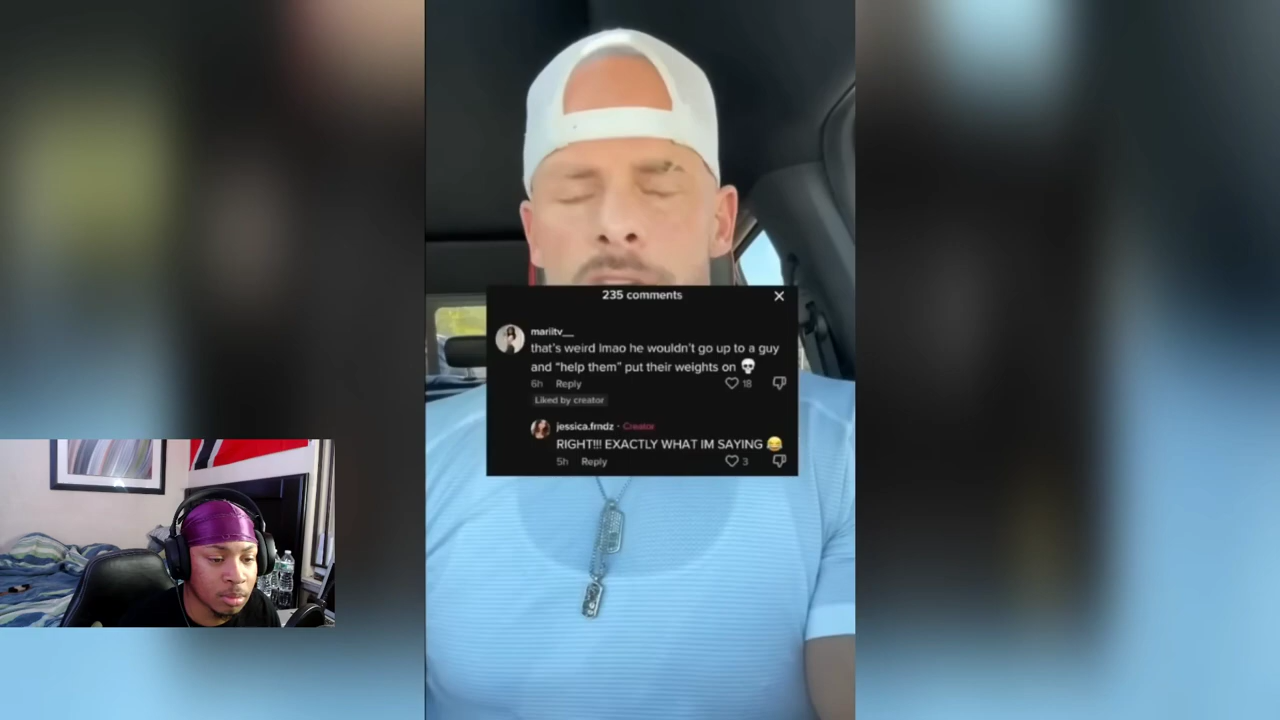 235 comments
mariitv__
that's weird lmao he wouldn't go up to a guy
and "help them" put their weights on 💀
6h Reply
18
Liked by creator
jessica.frndz · Creator
RIGHT!!! EXACTLY WHAT IM SAYING 😂
5h Reply
3